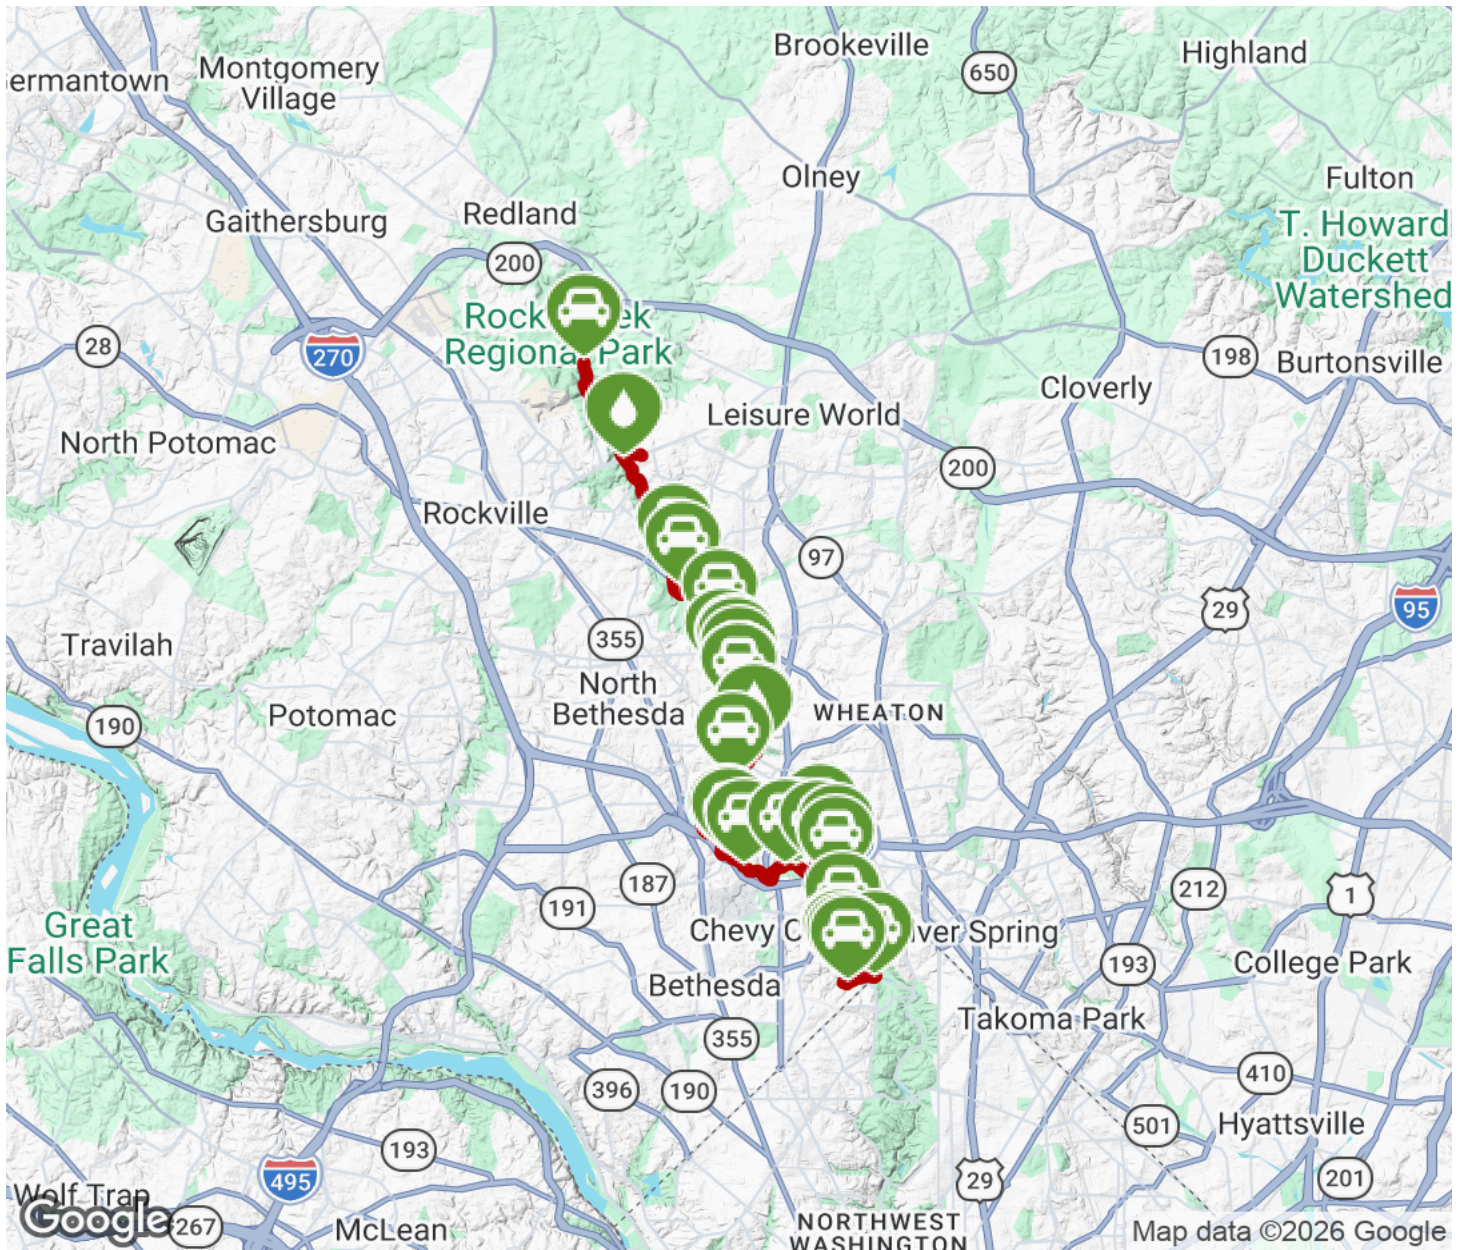 Brookeville
650
Highland
ermantown
Montgomery
Village
Olney
Fulton
Gaithersburg
Redland
T. Howard
Duckett
Watershed
200
Rock
ek
Regional Park
28
270
198
Burtonsville
Cloverly
Leisure World
North Potomac
200
Rockville
97
29
95
355
Travilah
North
Bethesda
190
Potomac
WHEATON
187
212
1
191
Great
Falls Park
Chevy C
lver Spring
193
College Park
Bethesda
Takoma Park
355
396
190
410
501
Hyattsville
193
495
29
201
Wolf Trap
Google
267
McLean
NORTHWEST
WASHINGTON
Map data ©2026 Google